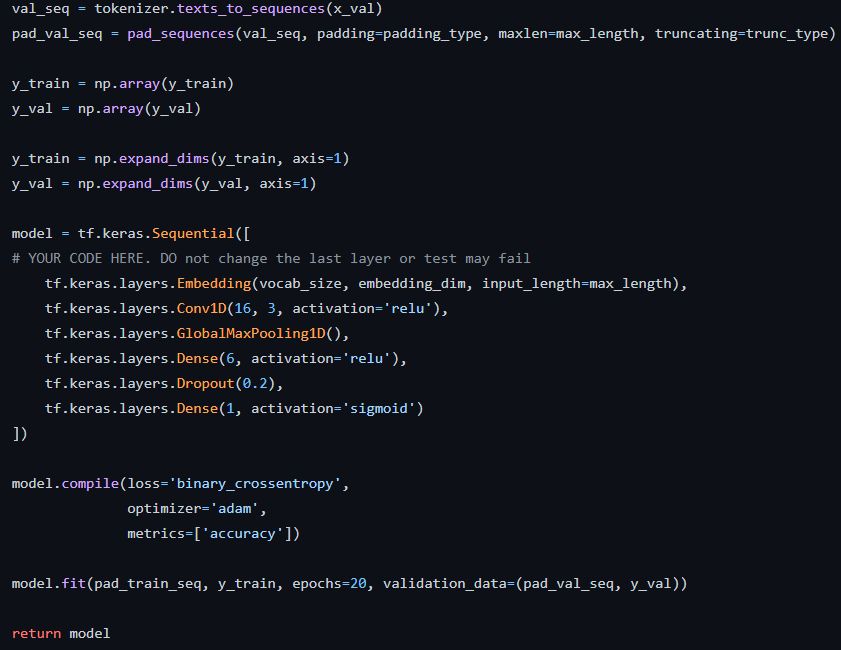 val_seq = tokenizer.texts_to_sequences(x_val)
pad_val_seq = pad_sequences(val_seq, padding=padding_type, maxlen=max_length, truncating=trunc_type)
y_train = np.array(y_train)
y_val = np.array(y_val)
y_train = np.expand_dims(y_train, axis=1)
y_val = np.expand_dims(y_val, axis=1)
model = tf.keras.Sequential([
# YOUR CODE HERE. DO not change the last layer or test may fail
    tf.keras.layers.Embedding(vocab_size, embedding_dim, input_length=max_length),
    tf.keras.layers.Conv1D(16, 3, activation='relu'),
    tf.keras.layers.GlobalMaxPooling1D(),
    tf.keras.layers.Dense(6, activation='relu'),
    tf.keras.layers.Dropout(0.2),
    tf.keras.layers.Dense(1, activation='sigmoid')
])
model.compile(loss='binary_crossentropy',
              optimizer='adam',
              metrics=['accuracy'])
model.fit(pad_train_seq, y_train, epochs=20, validation_data=(pad_val_seq, y_val))
return model